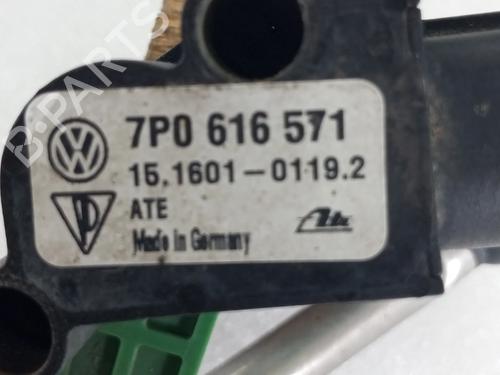 7P0 616 571
15.1601-0119.2
ATE
Made in Germany
Ate
B-PARTS